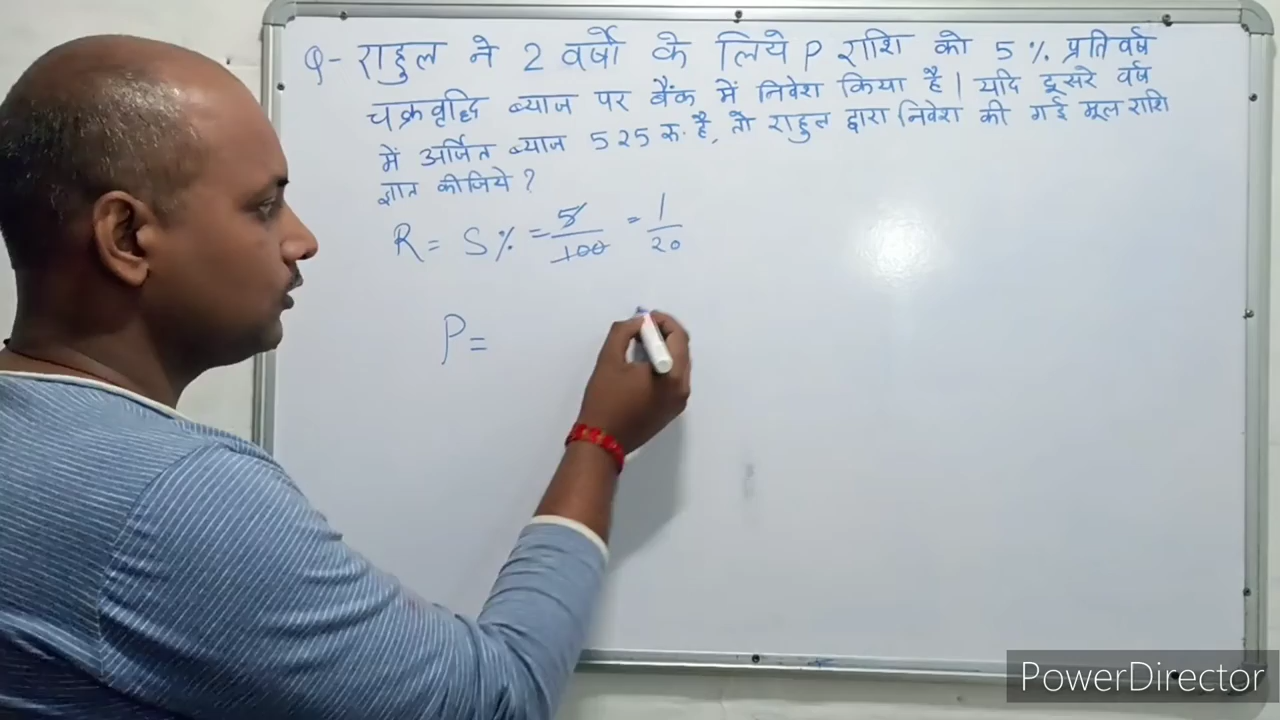 Q- राहुल ने 2 वर्षो के लिये P राशि को 5 % प्रतिवर्ष
चक्रवृद्धि ब्याज पर बैंक में निवेश किया है। यदि दूसरे वर्ष
में अर्जित ब्याज 525 रु. है, तो राहुल द्वारा निवेश की गई मूलराशि
ज्ञात कीजिये ?
R = 5 % = 5/100 = 1/20
P =
PowerDirector